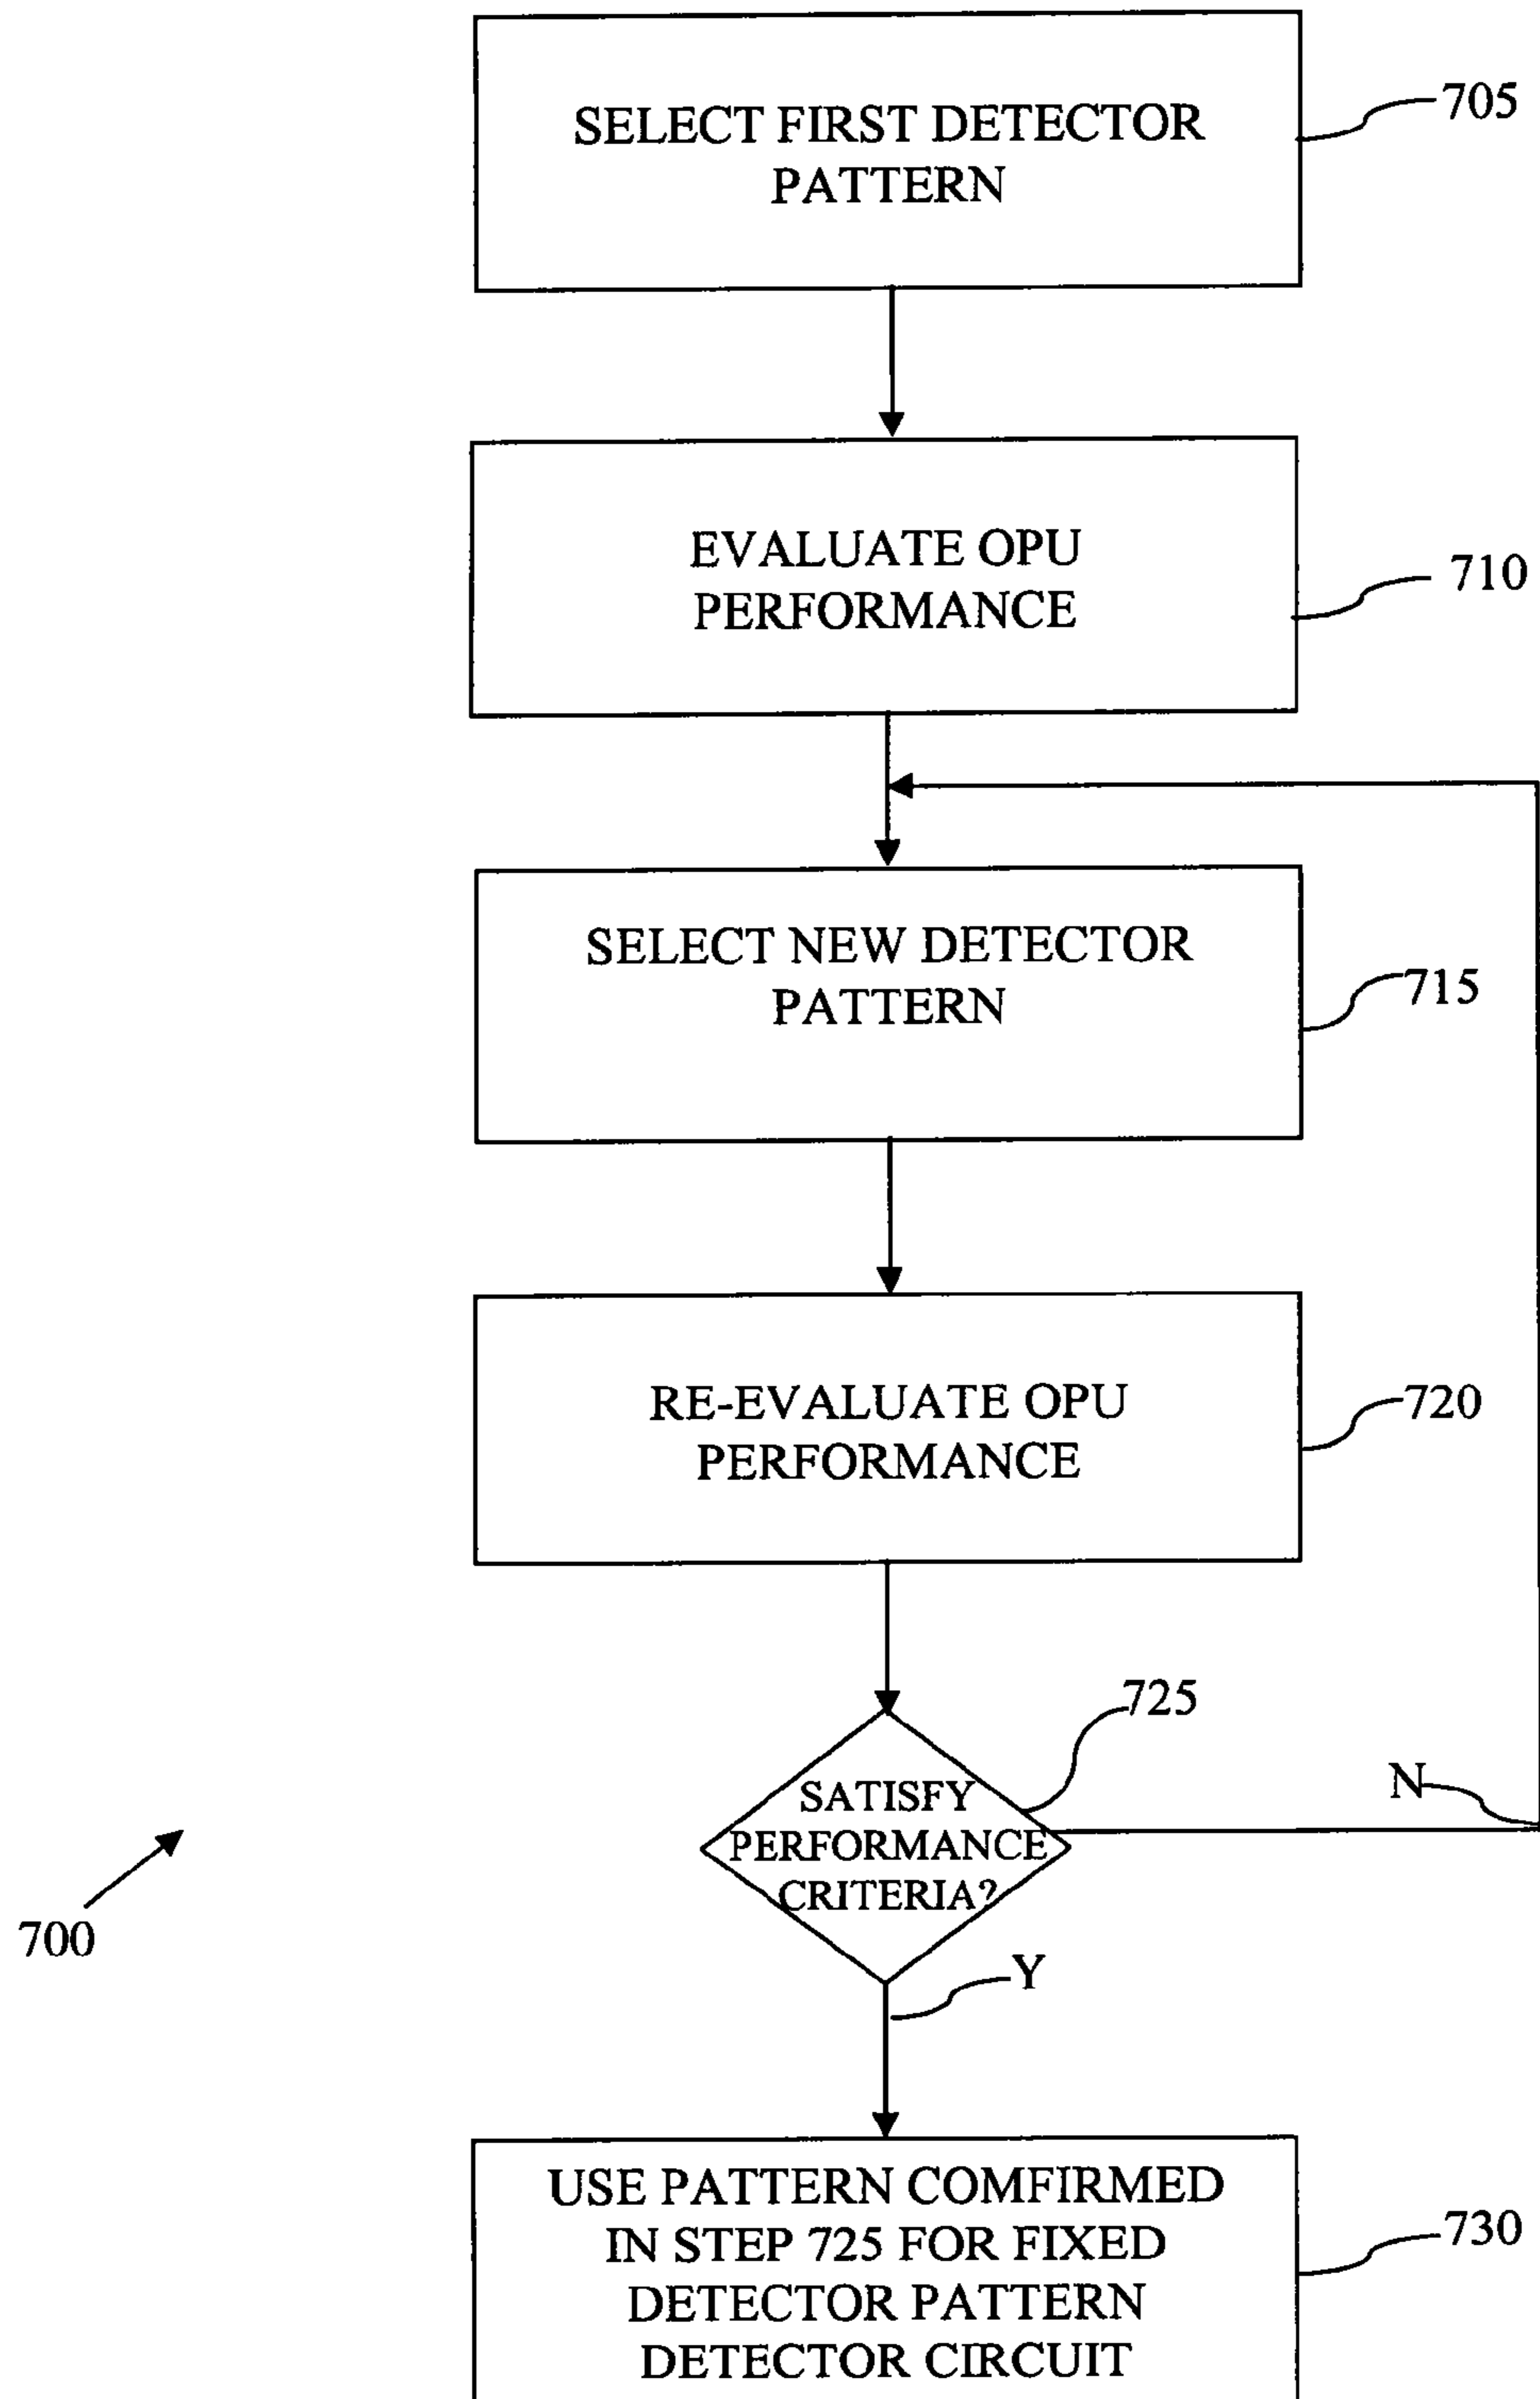 SELECT FIRST DETECTOR
PATTERN
705
EVALUATE OPU
PERFORMANCE
710
SELECT NEW DETECTOR
PATTERN
715
RE-EVALUATE OPU
PERFORMANCE
720
725
SATISFY
PERFORMANCE
CRITERIA?
N
700
Y
USE PATTERN COMFIRMED
IN STEP 725 FOR FIXED
DETECTOR PATTERN
DETECTOR CIRCUIT
730